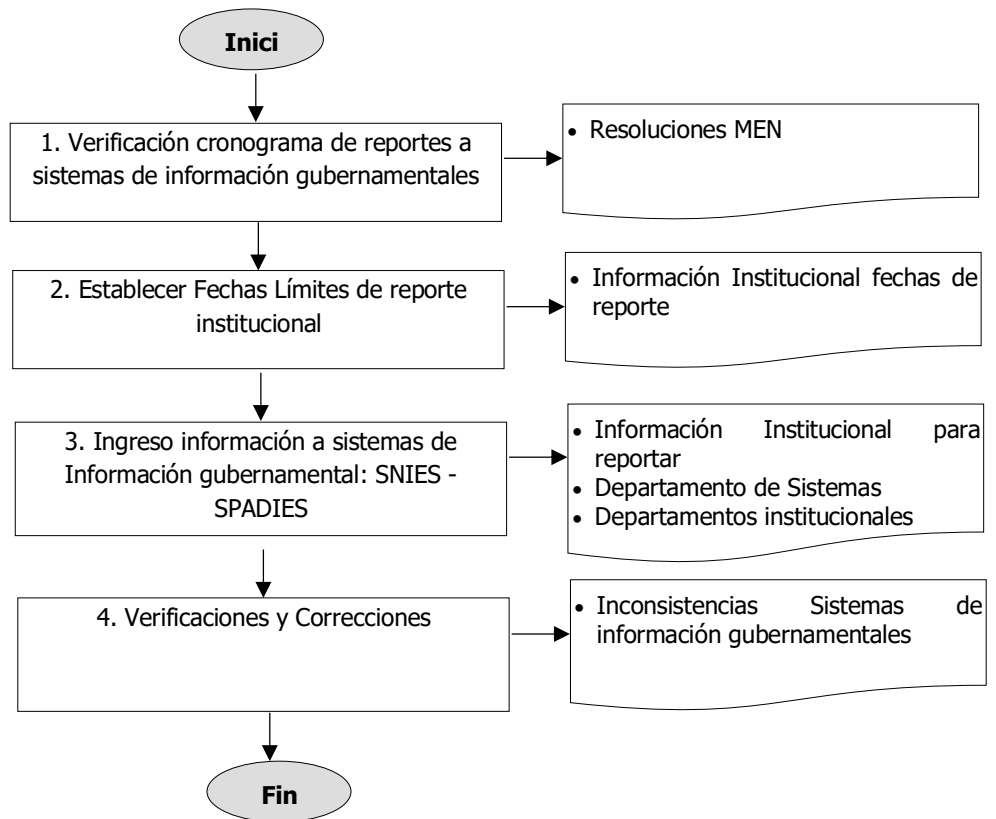 Inici
1. Verificación cronograma de reportes a
sistemas de información gubernamentales
• Resoluciones MEN
2. Establecer Fechas Límites de reporte
institucional
• Información Institucional fechas de
reporte
3. Ingreso información a sistemas de
Información gubernamental: SNIES -
SPADIES
• Información Institucional para
reportar
• Departamento de Sistemas
• Departamentos institucionales
4. Verificaciones y Correcciones
• Inconsistencias Sistemas de
información gubernamentales
Fin